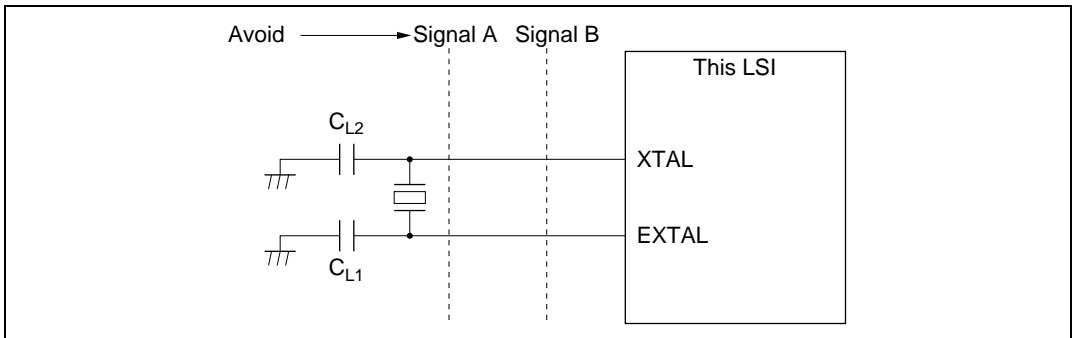 Avoid Signal A Signal B
This LSI
CL2
XTAL
EXTAL
CL1